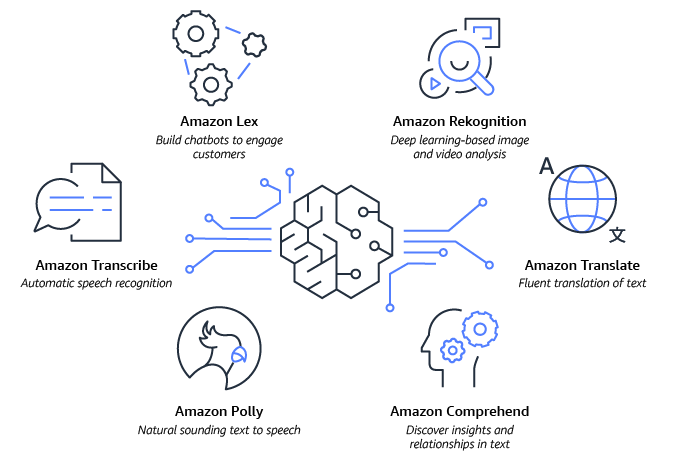 Amazon Lex
Build chatbots to engage
customers
Amazon Rekognition
Deep learning-based image
and video analysis
Amazon Transcribe
Automatic speech recognition
A
文
Amazon Translate
Fluent translation of text
Amazon Polly
Natural sounding text to speech
Amazon Comprehend
Discover insights and
relationships in text